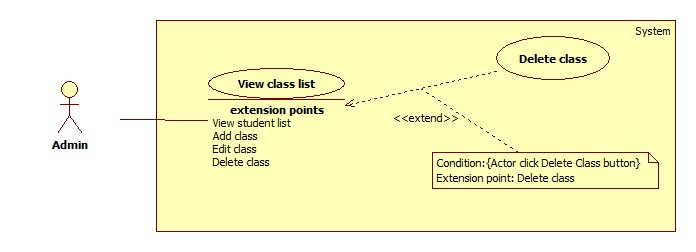 System
Delete class
View class list
extension points
View student list
Add class
Edit class
Delete class
<<extend>>
Admin
Condition:{Actor click Delete Class button}
Extension point: Delete class